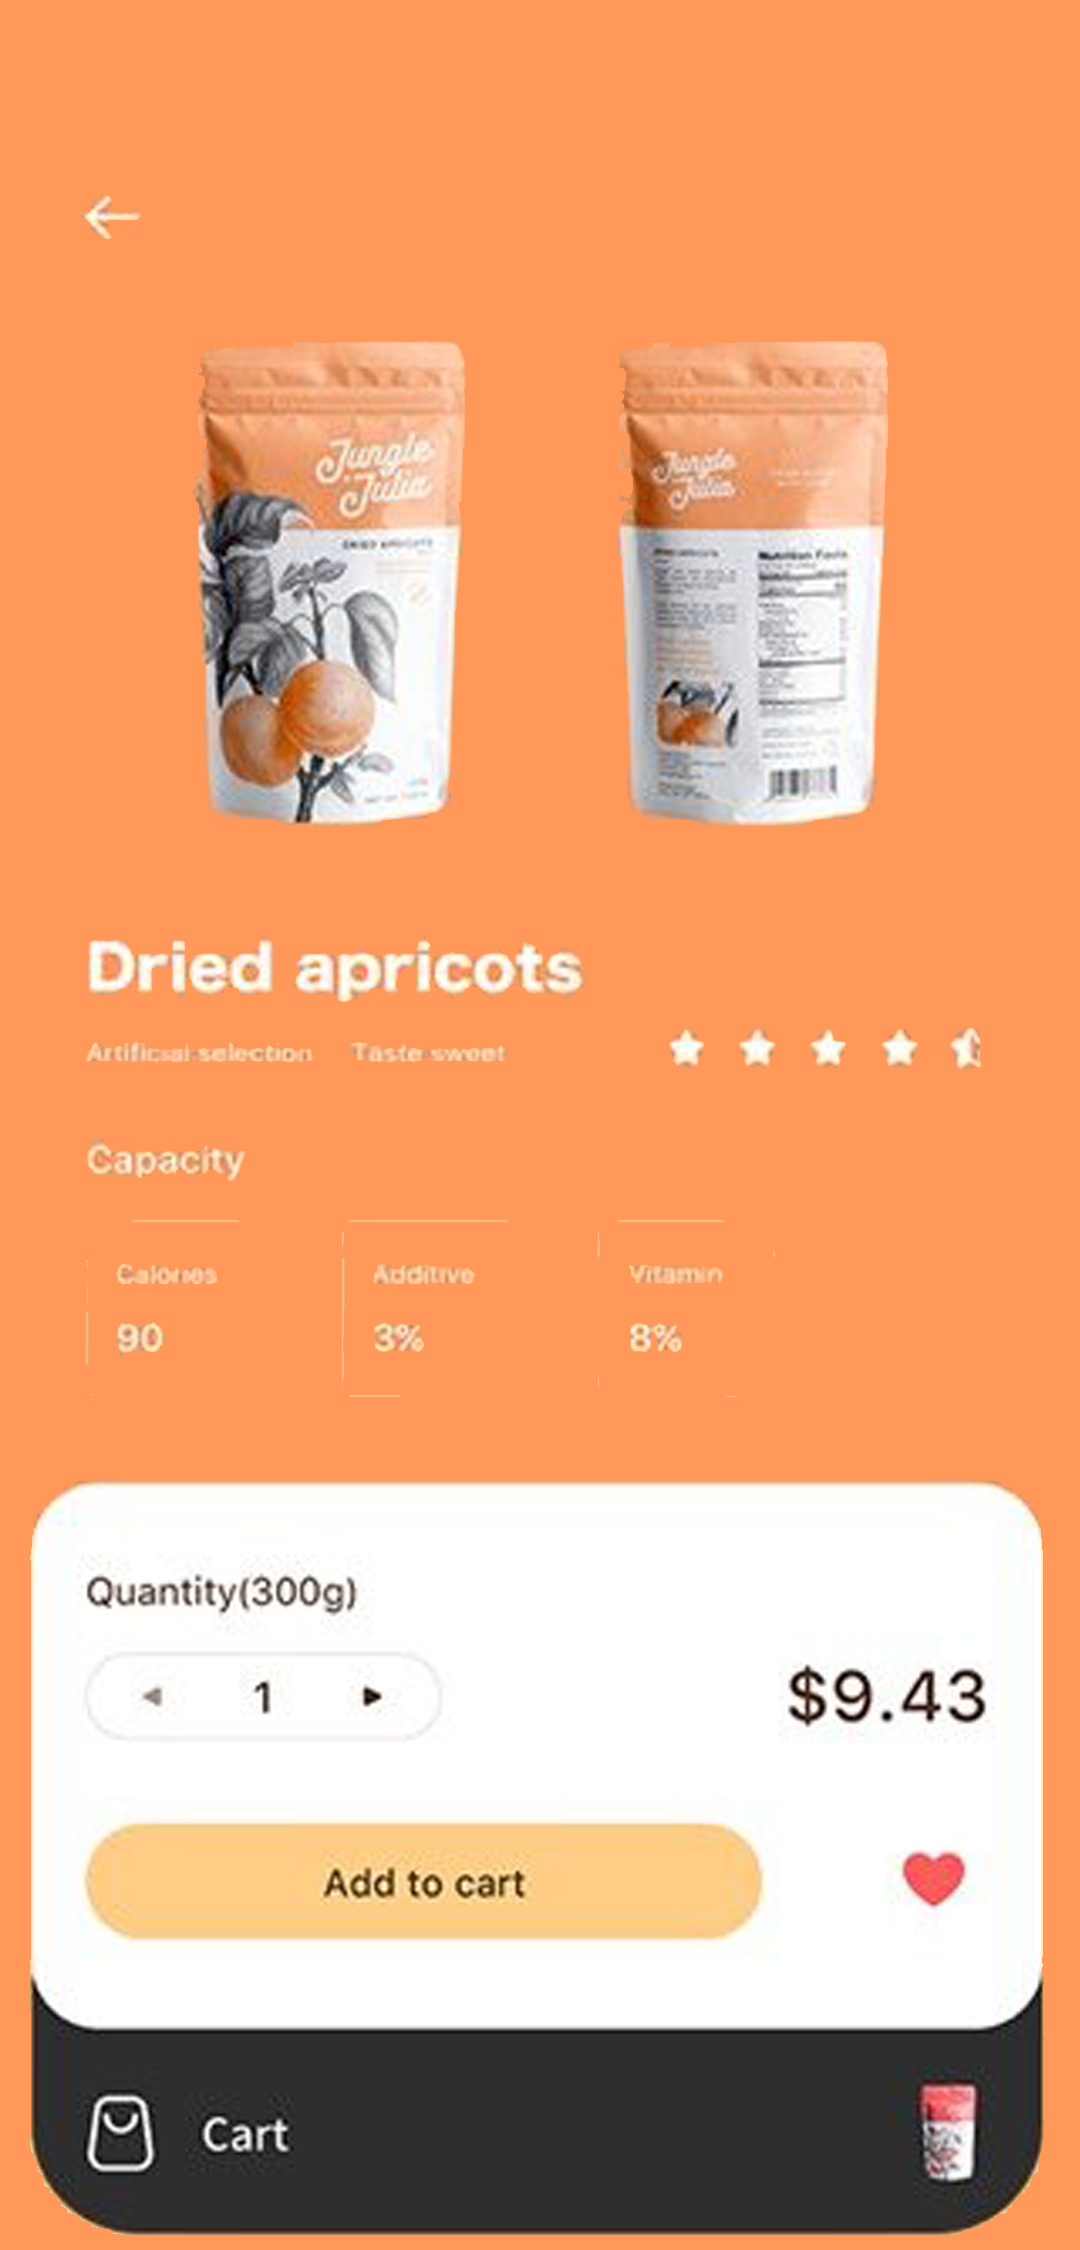 Jungle
Julia
DRIED APRICOTS
Jungle
Julia
Nutrition Facts
Dried apricots
Artificial selection Taste sweet
Capacity
Calories Additive Vitamin
90 3% 8%
Quantity(300g)
1 $9.43
Add to cart
Cart